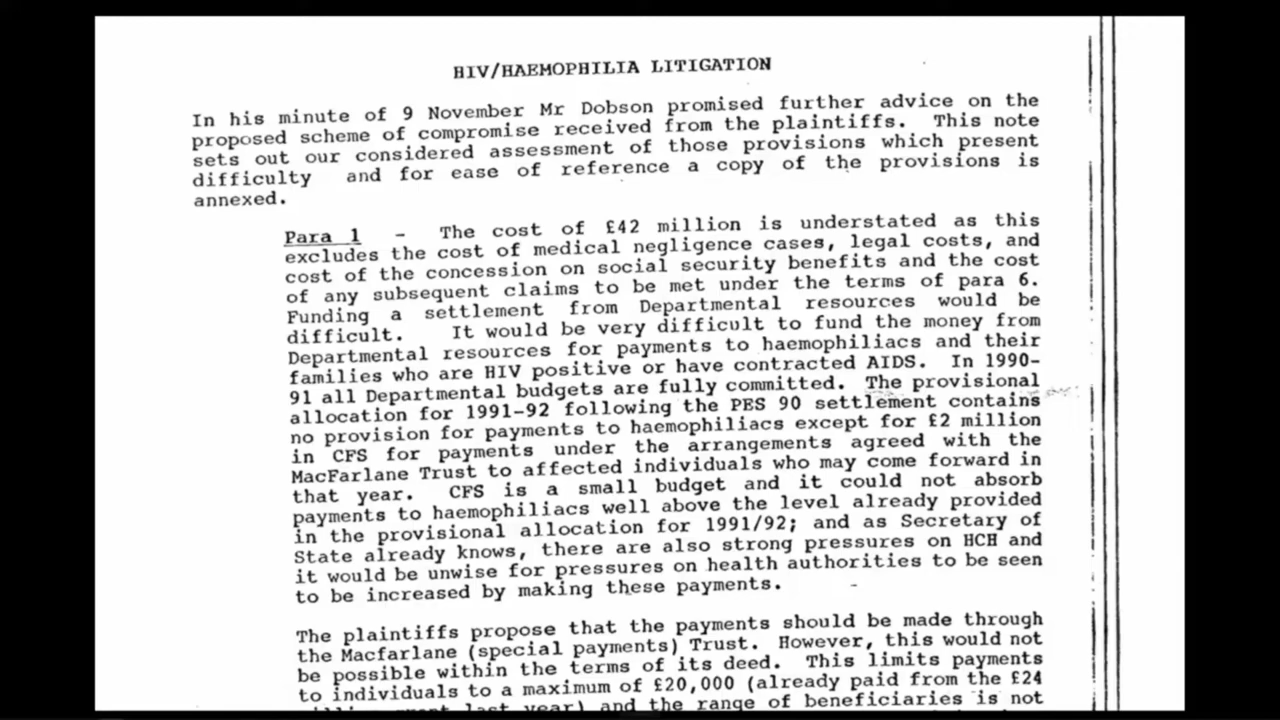 HIV/HAEMOPHILIA LITIGATION
In his minute of 9 November Mr Dobson promised further advice on the
proposed scheme of compromise received from the plaintiffs. This note
sets out our considered assessment of those provisions which present
difficulty and for ease of reference a copy of the provisions is
annexed.
Para 1 - The cost of £42 million is understated as this
excludes the cost of medical negligence cases, legal costs, and
cost of the concession on social security benefits and the cost
of any subsequent claims to be met under the terms of para 6.
Funding a settlement from Departmental resources would be
difficult. It would be very difficult to fund the money from
Departmental resources for payments to haemophiliacs and their
families who are HIV positive or have contracted AIDS. In 1990-
91 all Departmental budgets are fully committed. The provisional
allocation for 1991-92 following the PES 90 settlement contains
no provision for payments to haemophiliacs except for £2 million
in CFS for payments under the arrangements agreed with the
MacFarlane Trust to affected individuals who may come forward in
that year. CFS is a small budget and it could not absorb
payments to haemophiliacs well above the level already provided
in the provisional allocation for 1991/92; and as Secretary of
State already knows, there are also strong pressures on HCH and
it would be unwise for pressures on health authorities to be seen
to be increased by making these payments.
The plaintiffs propose that the payments should be made through
the Macfarlane (special payments) Trust. However, this would not
be possible within the terms of its deed. This limits payments
to individuals to a maximum of £20,000 (already paid from the £24
last year) and the range of beneficiaries is not